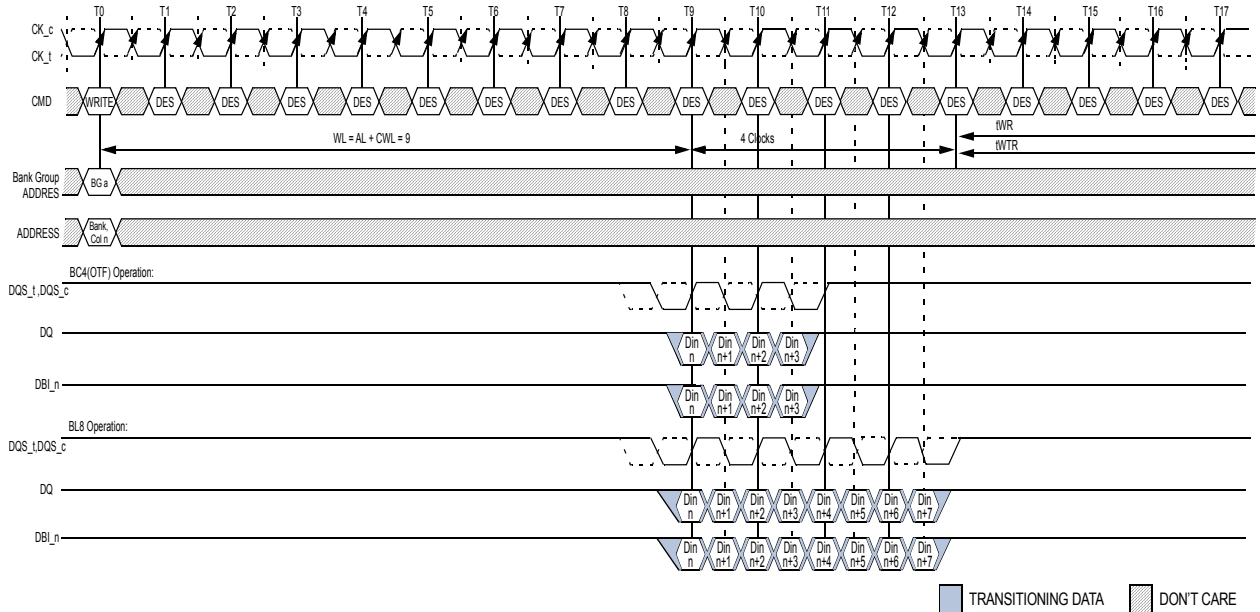 T0 T1 T2 T3 T4 T5 T6 T7 T8 T9 T10 T11 T12 T13 T14 T15 T16 T17
CK_c
CK_t
CMD WRITE DES DES DES DES DES DES DES DES DES DES DES DES DES DES DES DES DES
WL = AL + CWL = 9 4 Clocks tWR
tWTR
Bank Group
ADDRES
BG a
ADDRESS
Bank,
Col n
BC4(OTF) Operation:
DQS_t ,DQS_c
DQ
Din Din Din Din
n n+1 n+2 n+3
DBI_n
Din Din Din Din
n n+1 n+2 n+3
BL8 Operation:
DQS_t,DQS_c
DQ
Din Din Din Din Din Din Din Din
n n+1 n+2 n+3 n+4 n+5 n+6 n+7
DBI_n
Din Din Din Din Din Din Din Din
n n+1 n+2 n+3 n+4 n+5 n+6 n+7
TRANSITIONING DATA DON'T CARE